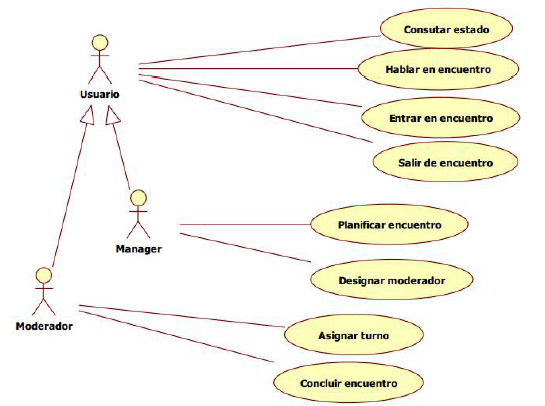 Consutar estado
Hablar en encuentro
Usuario
Entrar en encuentro
Salir de encuentro
Planificar encuentro
Manager
Designar moderador
Moderador
Asignar turno
Concluir encuentro